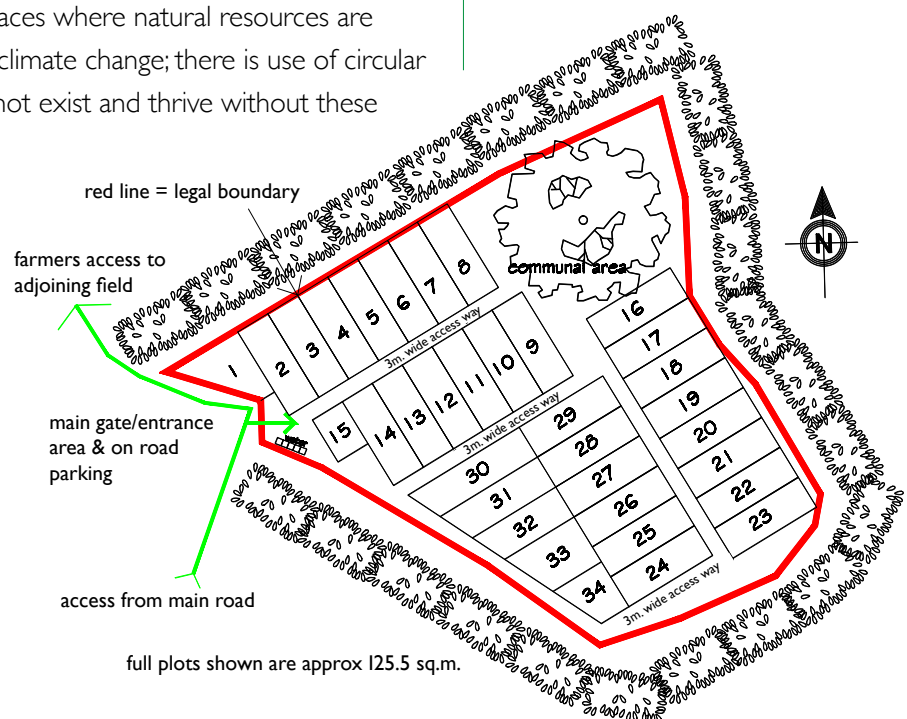 aces where natural resources are
climate change; there is use of circular
not exist and thrive without these
red line = legal boundary
farmers access to
adjoining field
communal area
N
1
2
3
4
5
6
7
8
3m. wide access way
16
17
18
19
20
21
22
23
main gate/entrance
area & on road
parking
water
15
14
13
12
11
10
9
3m. wide access way
30
29
31
28
32
27
33
26
34
25
24
3m. wide access way
access from main road
full plots shown are approx 125.5 sq.m.